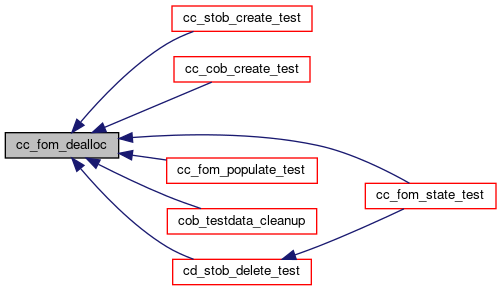 cc_stob_create_test
cc_cob_create_test
cc_fom_dealloc
cc_fom_populate_test
cc_fom_state_test
cob_testdata_cleanup
cd_stob_delete_test